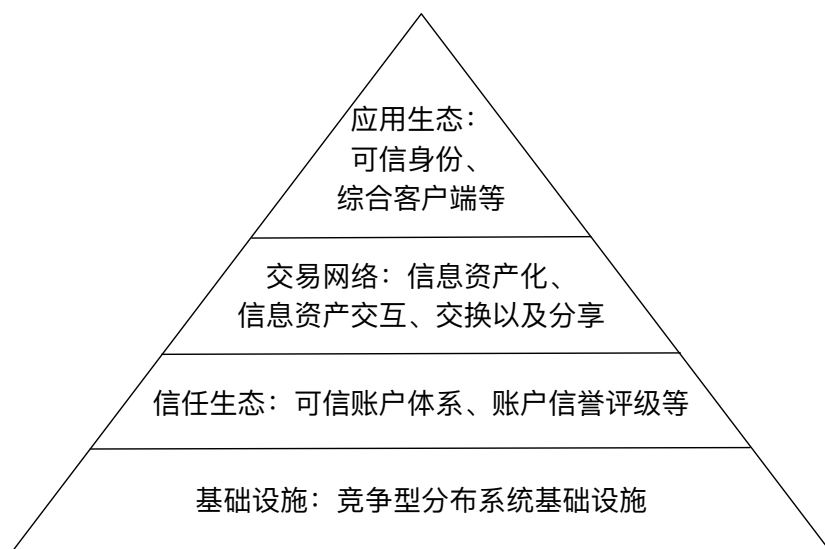 应用生态：
可信身份、
综合客户端等
交易网络：信息资产化、
信息资产交互、交换以及分享
信任生态：可信账户体系、账户信誉评级等
基础设施：竞争型分布系统基础设施